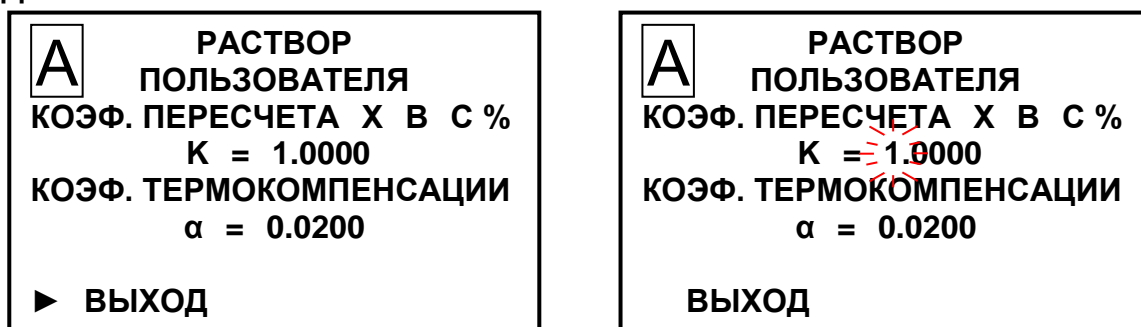 A РАСТВОР
ПОЛЬЗОВАТЕЛЯ
КОЭФ. ПЕРЕСЧЕТА X В С %
K = 1.0000
КОЭФ. ТЕРМОКОМПЕНСАЦИИ
α = 0.0200
► ВЫХОД
A РАСТВОР
ПОЛЬЗОВАТЕЛЯ
КОЭФ. ПЕРЕСЧЕТА X В С %
K = 1.0000
КОЭФ. ТЕРМОКОМПЕНСАЦИИ
α = 0.0200
ВЫХОД